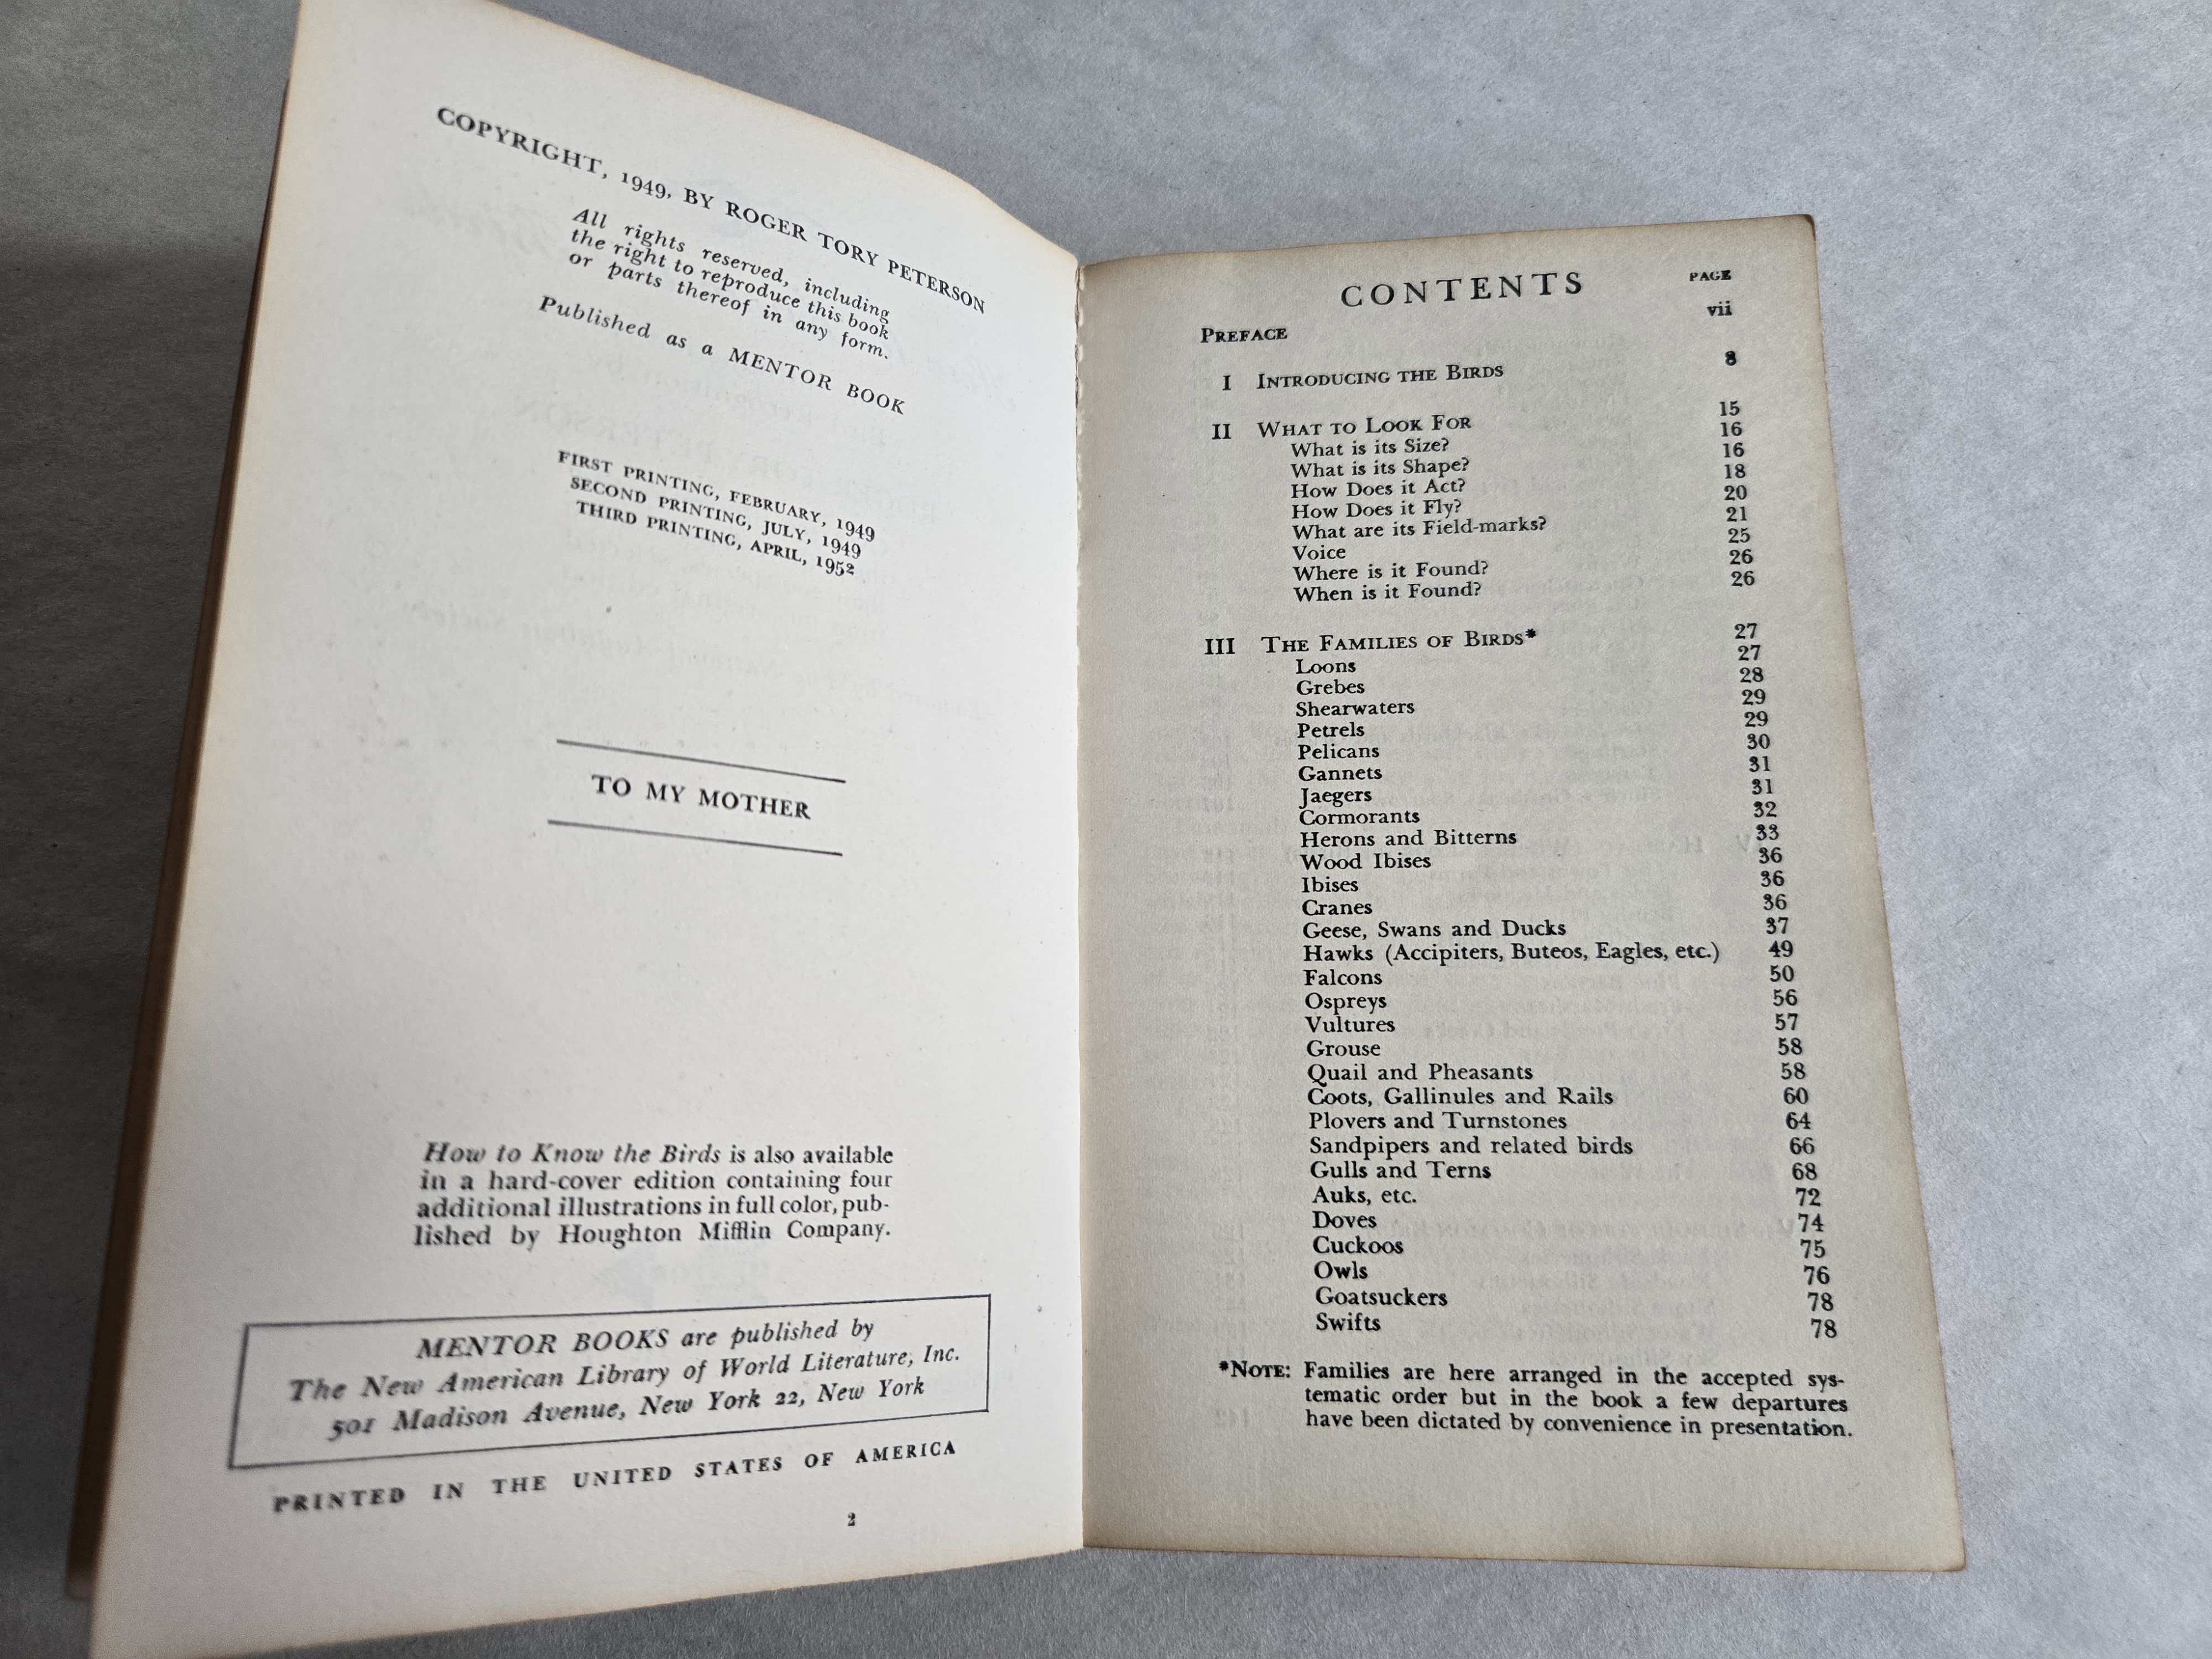 COPYRIGHT, 1949, BY ROGER TORY PETERSON
All rights reserved, including
the right to reproduce this book
or parts thereof in any form.
Published as a MENTOR BOOK
FIRST PRINTING, FEBRUARY, 1949
SECOND PRINTING, JULY, 1949
THIRD PRINTING, APRIL, 1952
TO MY MOTHER
How to Know the Birds is also available
in a hard-cover edition containing four
additional illustrations in full color, pub-
lished by Houghton Mifflin Company.
MENTOR BOOKS are published by
The New American Library of World Literature, Inc.
501 Madison Avenue, New York 22, New York
PRINTED IN THE UNITED STATES OF AMERICA
2
CONTENTS PAGE
PREFACE vii
I INTRODUCING THE BIRDS 8
II WHAT TO LOOK FOR 15
What is its Size? 16
What is its Shape? 16
How Does it Act? 18
How Does it Fly? 20
What are its Field-marks? 21
Voice 25
Where is it Found? 26
When is it Found? 26
III THE FAMILIES OF BIRDS* 27
Loons 27
Grebes 28
Shearwaters 29
Petrels 29
Pelicans 30
Gannets 31
Jaegers 31
Cormorants 32
Herons and Bitterns 33
Wood Ibises 36
Ibises 36
Cranes 36
Geese, Swans and Ducks 37
Hawks (Accipiters, Buteos, Eagles, etc.) 49
Falcons 50
Ospreys 56
Vultures 57
Grouse 58
Quail and Pheasants 58
Coots, Gallinules and Rails 60
Plovers and Turnstones 64
Sandpipers and related birds 66
Gulls and Terns 68
Auks, etc. 72
Doves 74
Cuckoos 75
Owls 76
Goatsuckers 78
Swifts 78
*NOTE: Families are here arranged in the accepted sys-
tematic order but in the book a few departures
have been dictated by convenience in presentation.